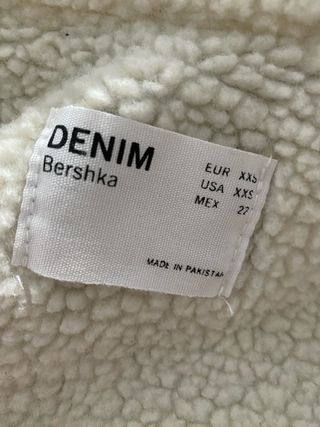 DENIM
Bershka
EUR XXS
USA XXS
MEX 22
MADE IN PAKISTAN